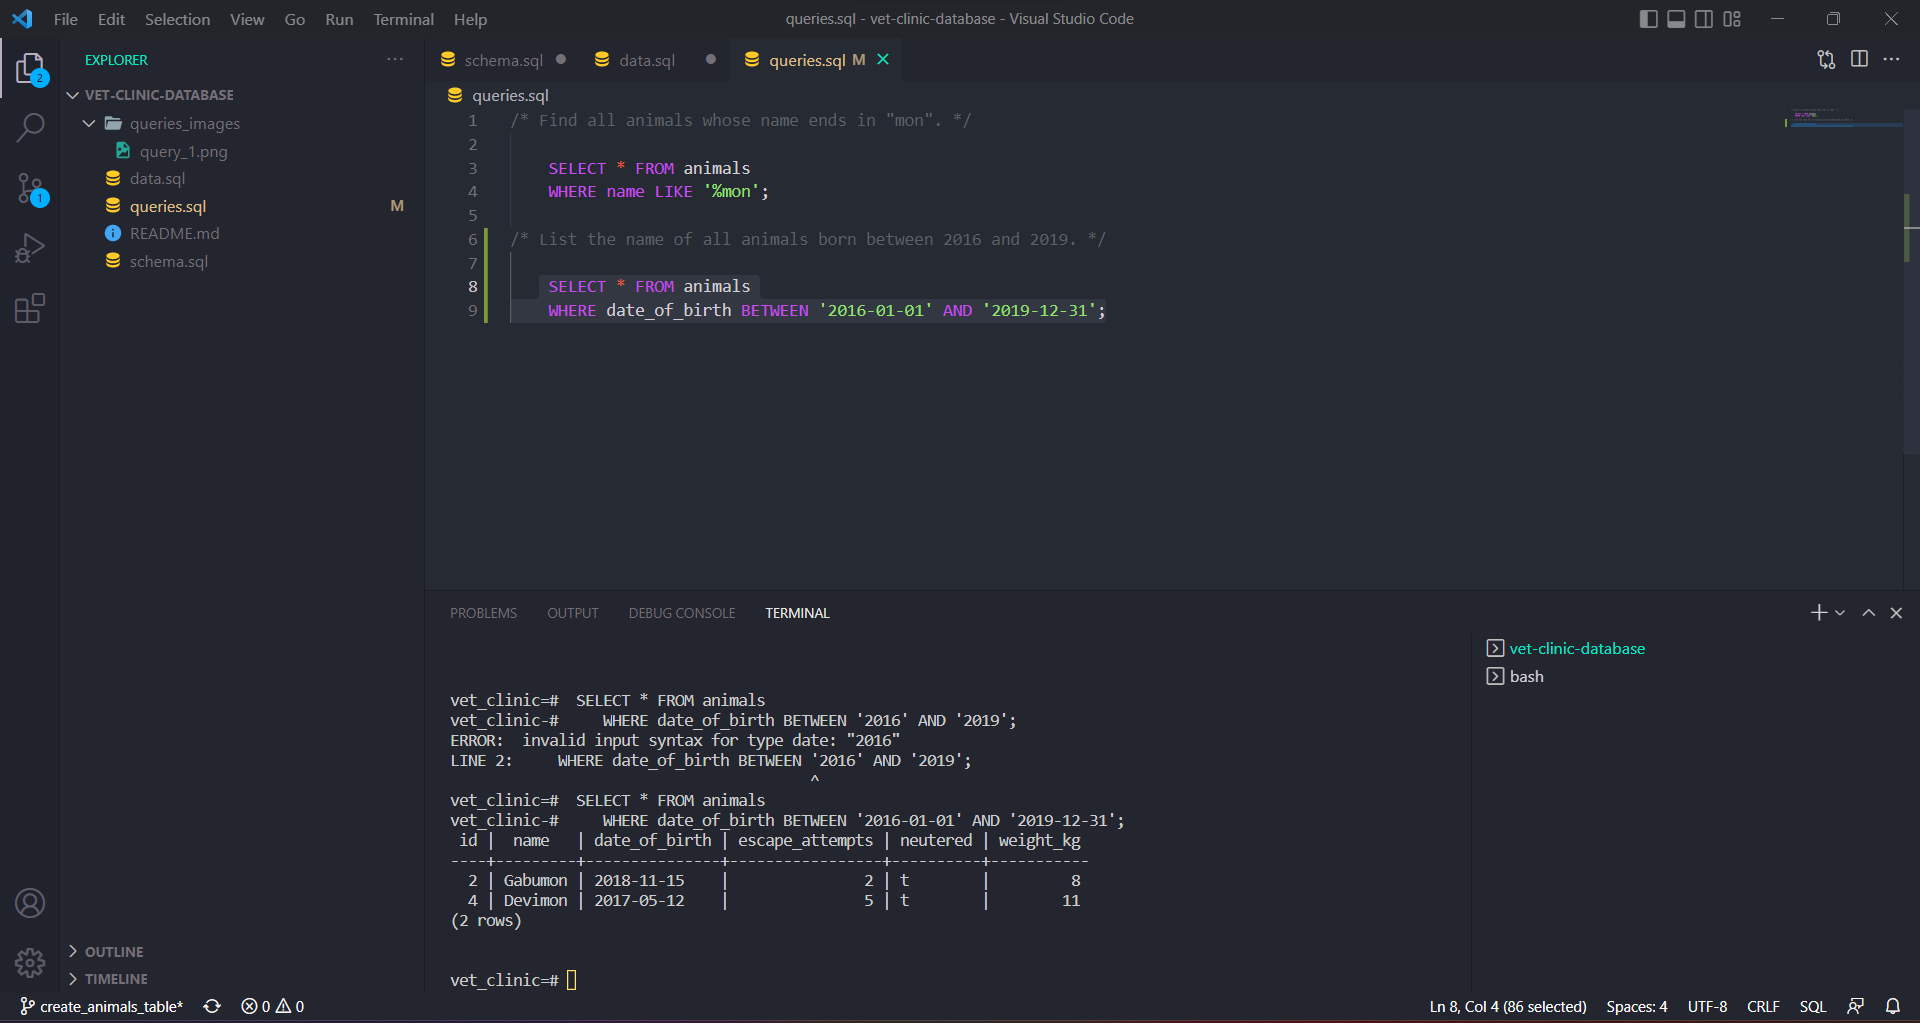 File Edit Selection View Go Run Terminal Help
queries.sql - vet-clinic-database - Visual Studio Code
EXPLORER
VET-CLINIC-DATABASE
queries_images
query_1.png
data.sql
queries.sql M
README.md
schema.sql
OUTLINE
TIMELINE
2
1
schema.sql data.sql queries.sql M
queries.sql
1 /* Find all animals whose name ends in "mon". */
2
3 SELECT * FROM animals
4 WHERE name LIKE '%mon';
5
6 /* List the name of all animals born between 2016 and 2019. */
7
8 SELECT * FROM animals
9 WHERE date_of_birth BETWEEN '2016-01-01' AND '2019-12-31';
PROBLEMS OUTPUT DEBUG CONSOLE TERMINAL
vet_clinic=#  SELECT * FROM animals
vet_clinic-#     WHERE date_of_birth BETWEEN '2016' AND '2019';
ERROR:  invalid input syntax for type date: "2016"
LINE 2:     WHERE date_of_birth BETWEEN '2016' AND '2019';
^
vet_clinic=#  SELECT * FROM animals
vet_clinic-#     WHERE date_of_birth BETWEEN '2016-01-01' AND '2019-12-31';
 id |  name   | date_of_birth | escape_attempts | neutered | weight_kg
----+---------+---------------+-----------------+----------+-----------
  2 | Gabumon | 2018-11-15    |               2 | t        |         8
  4 | Devimon | 2017-05-12    |               5 | t        |        11
(2 rows)
vet_clinic=#
vet-clinic-database
bash
create_animals_table* 0 0
Ln 8, Col 4 (86 selected) Spaces: 4 UTF-8 CRLF SQL